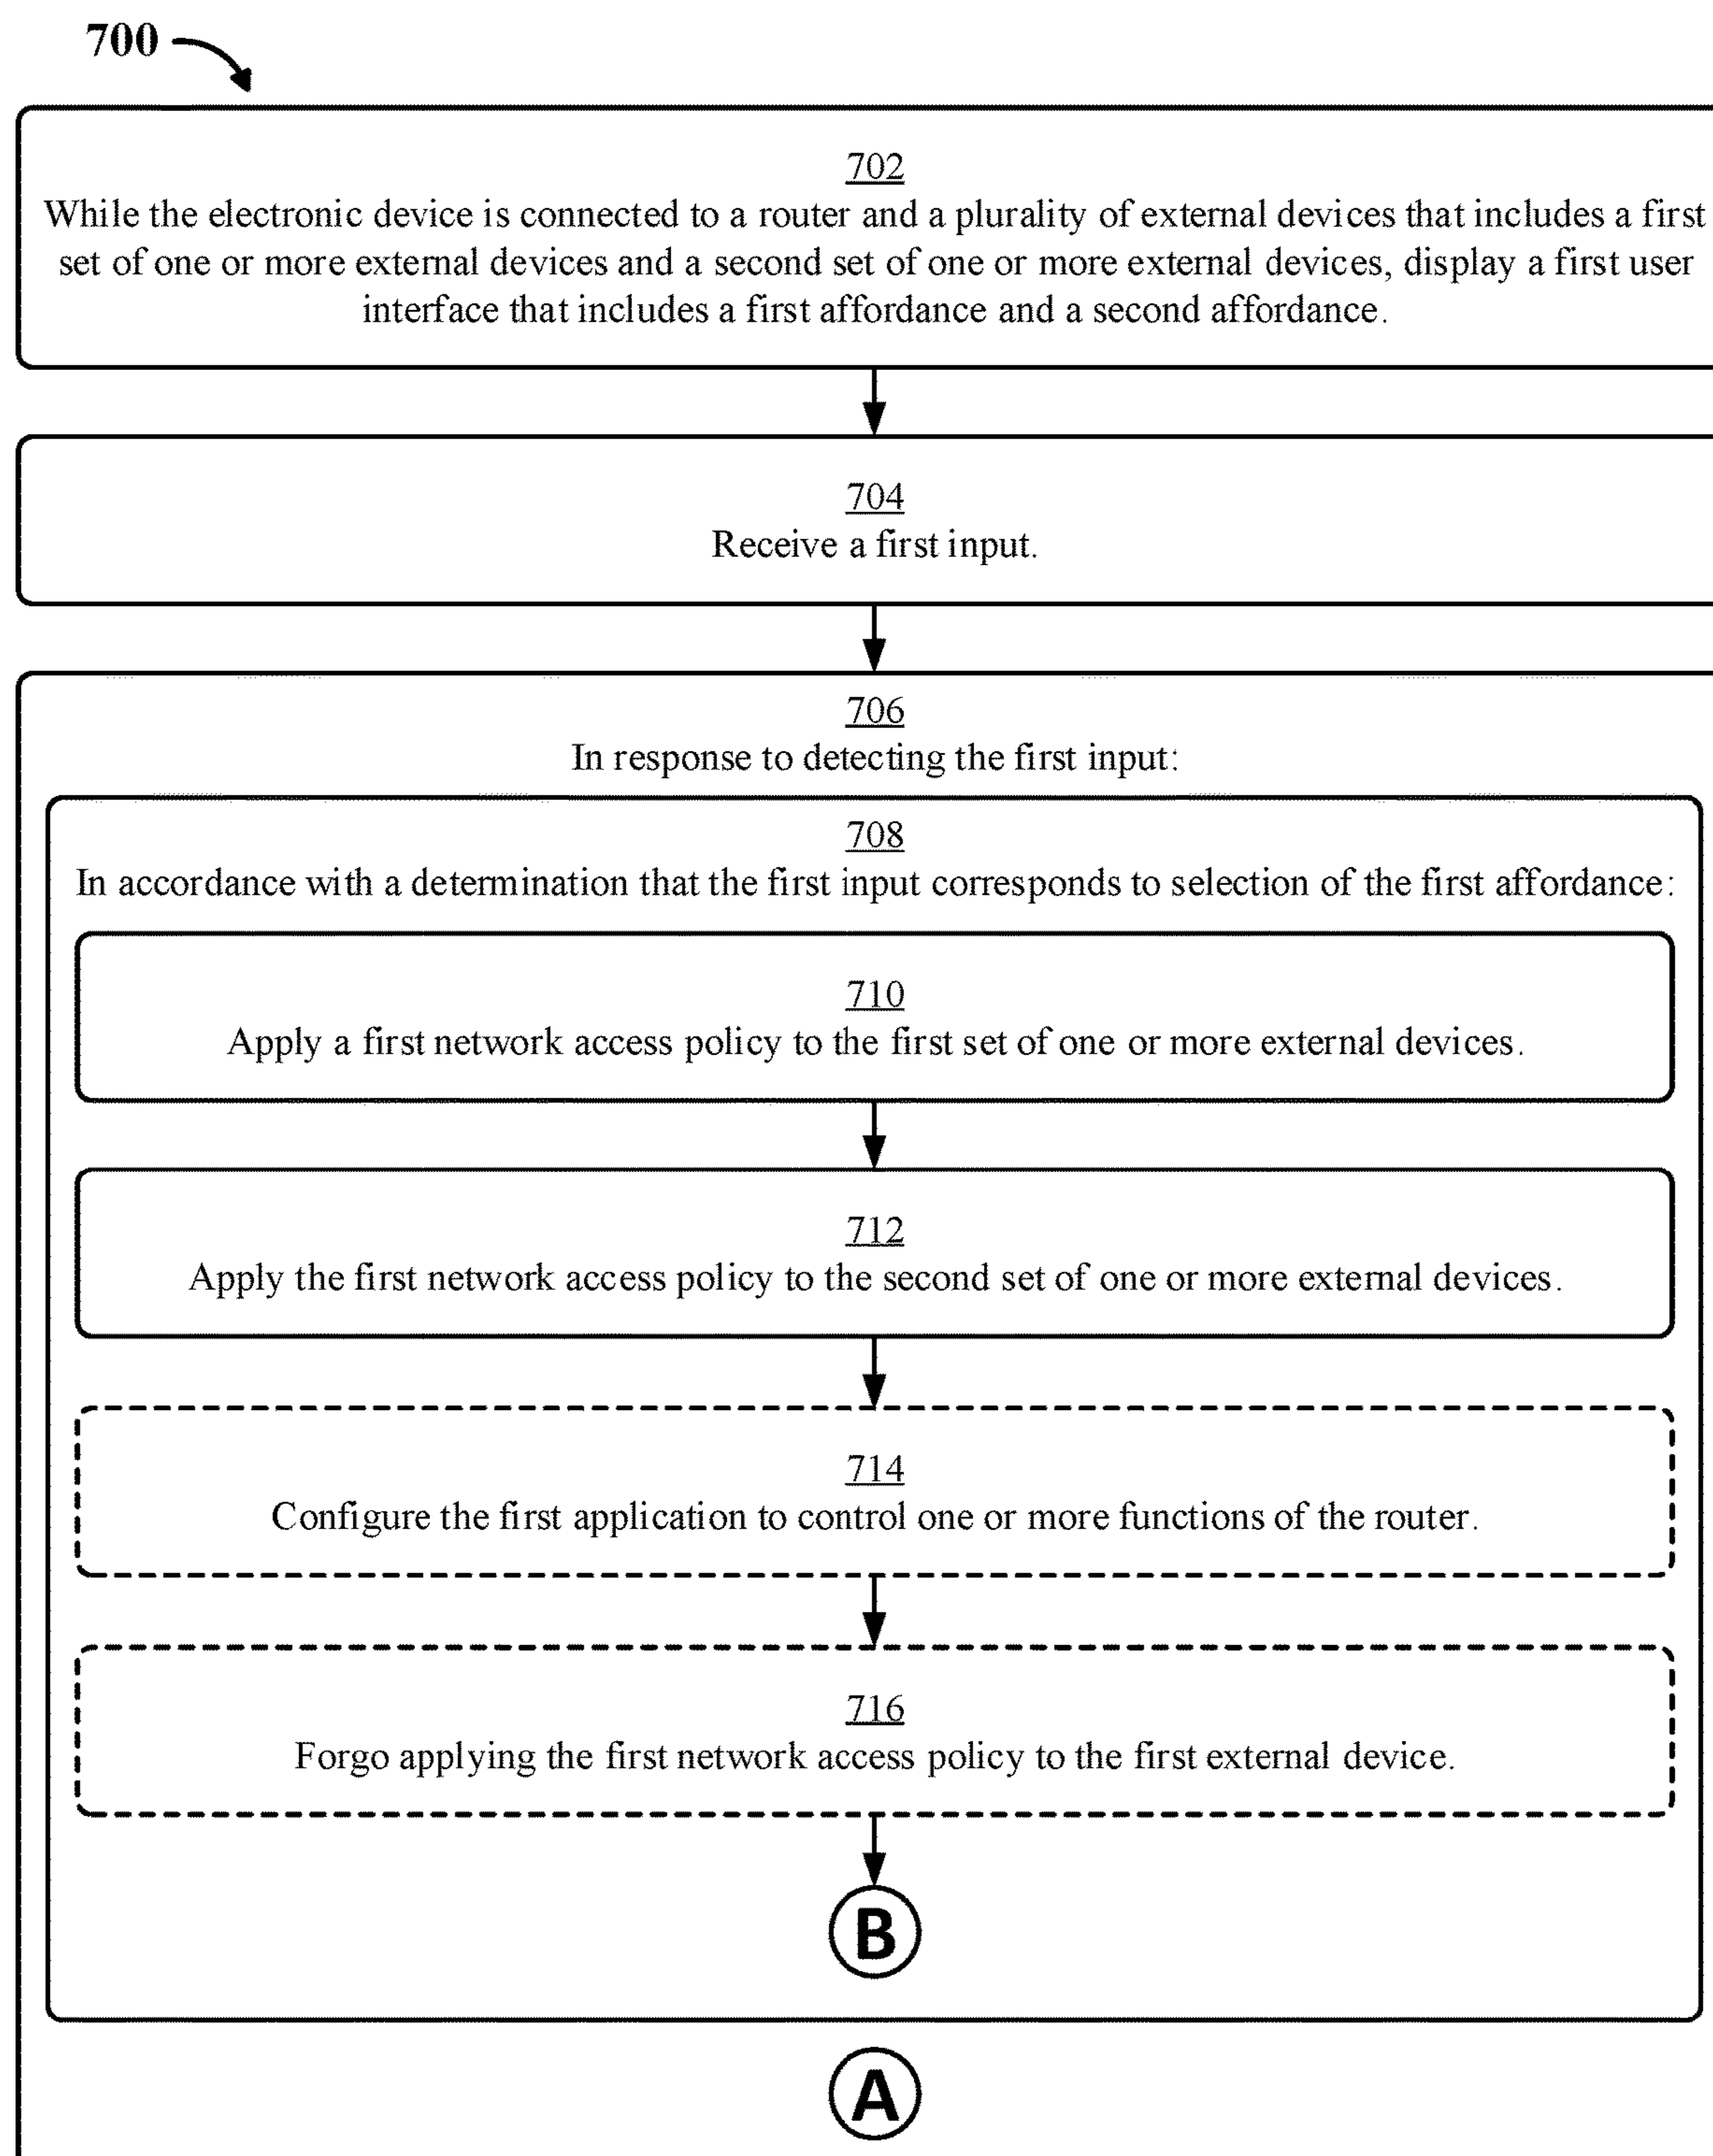 700
702
While the electronic device is connected to a router and a plurality of external devices that includes a first
set of one or more external devices and a second set of one or more external devices, display a first user
interface that includes a first affordance and a second affordance.
704
Receive a first input.
706
In response to detecting the first input:
708
In accordance with a determination that the first input corresponds to selection of the first affordance:
710
Apply a first network access policy to the first set of one or more external devices.
712
Apply the first network access policy to the second set of one or more external devices.
714
Configure the first application to control one or more functions of the router.
716
Forgo applying the first network access policy to the first external device.
B
A